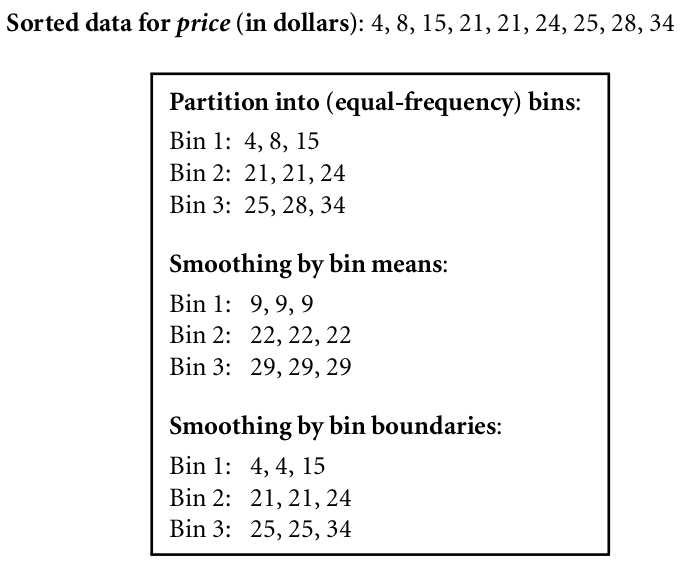 Sorted data for price (in dollars): 4, 8, 15, 21, 21, 24, 25, 28, 34
Partition into (equal-frequency) bins:
Bin 1: 4, 8, 15
Bin 2: 21, 21, 24
Bin 3: 25, 28, 34
Smoothing by bin means:
Bin 1: 9, 9, 9
Bin 2: 22, 22, 22
Bin 3: 29, 29, 29
Smoothing by bin boundaries:
Bin 1: 4, 4, 15
Bin 2: 21, 21, 24
Bin 3: 25, 25, 34